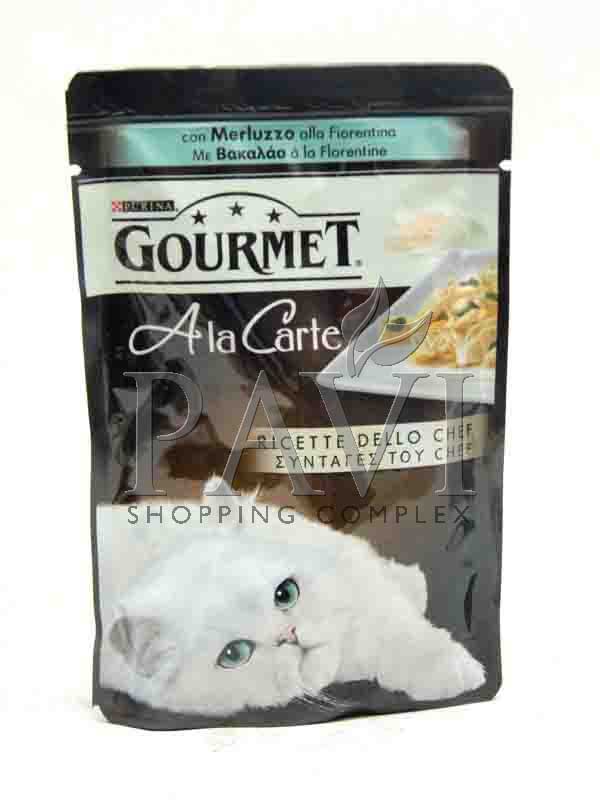 con Merluzzo alla Fiorentina
Με Βακαλάο à la Florentine
PURINA
GOURMET®
A la Carte
RICETTE DELLO CHEF
ΣΥΝΤΑΓΕΣ ΤΟΥ CHEF
PAVI
SHOPPING COMPLEX